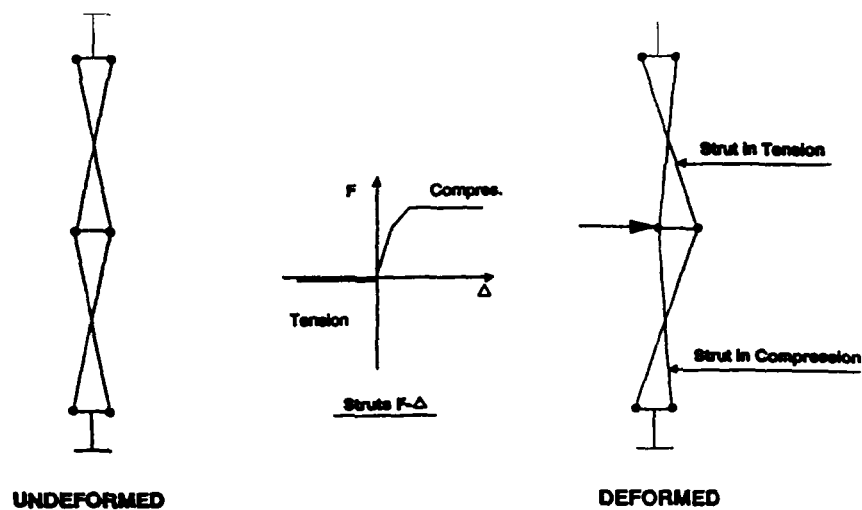 Strut in Tension
F
Compres.
Δ
Tension
Strut in Compression
Struts F-Δ
UNDEFORMED
DEFORMED